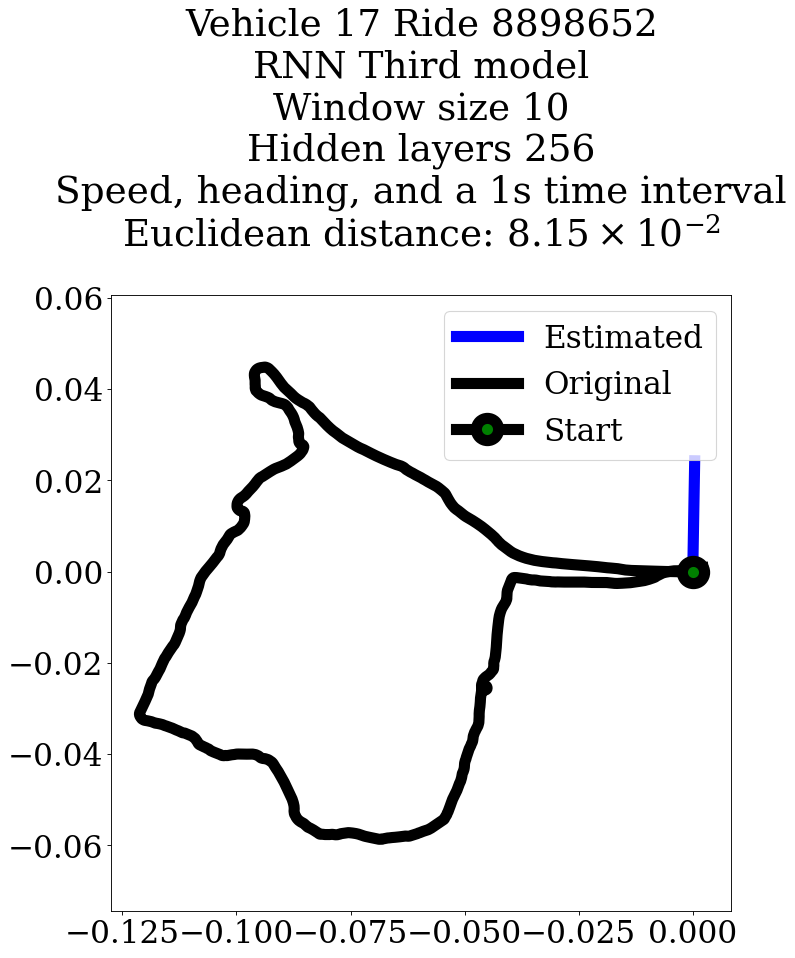 Vehicle 17 Ride 8898652
RNN Third model
Window size 10
Hidden layers 256
Speed, heading, and a 1s time interval
Euclidean distance: 8.15 × 10⁻²
0.06
0.04
0.02
0.00
−0.02
−0.04
−0.06
Estimated
Original
Start
−0.125 −0.100 −0.075 −0.050 −0.025 0.000